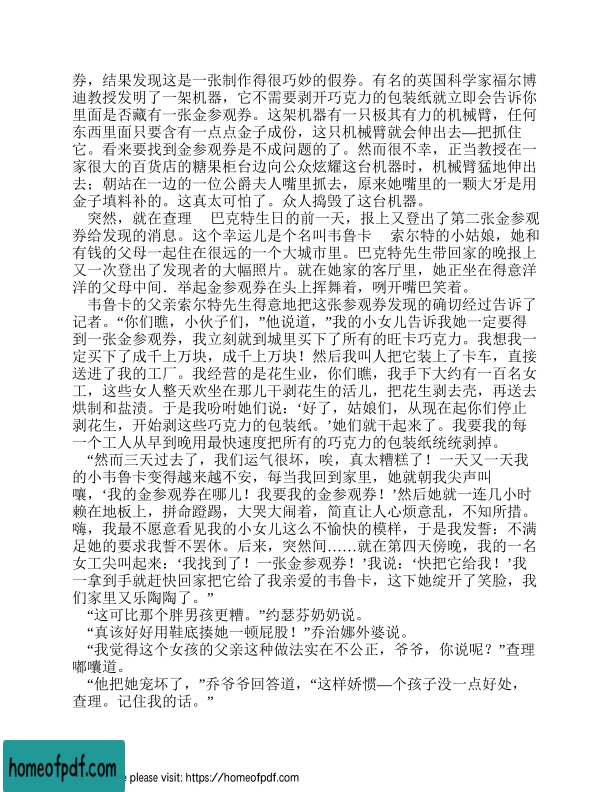 券，结果发现这是一张制作得很巧妙的假券。有名的英国科学家福尔博
迪教授发明了一架机器，它不需要剥开巧克力的包装纸就立即会告诉你
里面是否藏有一张金参观券。这架机器有一只极其有力的机械臂，任何
东西里面只要含有一点点金子成份，这只机械臂就会伸出去—把抓住
它。看来要找到金参观券是不成问题的了。然而很不幸，正当教授在一
家很大的百货店的糖果柜台边向公众炫耀这台机器时，机械臂猛地伸出
去；朝站在一边的一位公爵夫人嘴里抓去，原来她嘴里的一颗大牙是用
金子填料补的。这真太可怕了。众人捣毁了这台机器。
突然，就在查理　巴克特生日的前一天，报上又登出了第二张金参观
券给发现的消息。这个幸运儿是个名叫韦鲁卡　索尔特的小姑娘，她和
有钱的父母一起住在很远的一个大城市里。巴克特先生带回家的晚报上
又一次登出了发现者的大幅照片。就在她家的客厅里，她正坐在得意洋
洋的父母中间．举起金参观券在头上挥舞着，咧开嘴巴笑着。
韦鲁卡的父亲索尔特先生得意地把这张参观券发现的确切经过告诉了
记者。“你们瞧，小伙子们，”他说道，”我的小女儿告诉我她一定要得
到一张金参观券，我立刻就到城里买下了所有的旺卡巧克力。我想我一
定买下了成千上万块，成千上万块！然后我叫人把它装上了卡车，直接
送进了我的工厂。我经营的是花生业，你们瞧，我手下大约有一百名女
工，这些女人整天欢坐在那儿干剥花生的活儿，把花生剥去壳，再送去
烘制和盐渍。于是我吩咐她们说：‘好了，姑娘们，从现在起你们停止
剥花生，开始剥这些巧克力的包装纸。’她们就干起来了。我要我的每
一个工人从早到晚用最快速度把所有的巧克力的包装纸统统剥掉。
“然而三天过去了，我们运气很坏，唉，真太糟糕了！一天又一天我
的小韦鲁卡变得越来越不安，每当我回到家里，她就朝我尖声叫
嚷，‘我的金参观券在哪儿！我要我的金参观券！’然后她就一连几小时
赖在地板上，拼命蹬踢，大哭大闹着，简直让人心烦意乱，不知所措。
嗨，我最不愿意看见我的小女儿这么不愉快的模样，于是我发誓：不满
足她的要求我誓不罢休。后来，突然间……就在第四天傍晚，我的一名
女工尖叫起来：‘我找到了！一张金参观券！’我说：‘快把它给我！’我
一拿到手就赶快回家把它给了我亲爱的韦鲁卡，这下她绽开了笑脸，我
们家里又乐陶陶了。”
“这可比那个胖男孩更糟。”约瑟芬奶奶说。
“真该好好用鞋底揍她一顿屁股！”乔治娜外婆说。
“我觉得这个女孩的父亲这种做法实在不公正，爷爷，你说呢？”查理
嘟囔道。
“他把她宠坏了，”乔爷爷回答道，“这样娇惯—个孩子没一点好处，
查理。记住我的话。”
homeofpdf.com
e please visit: https://homeofpdf.com